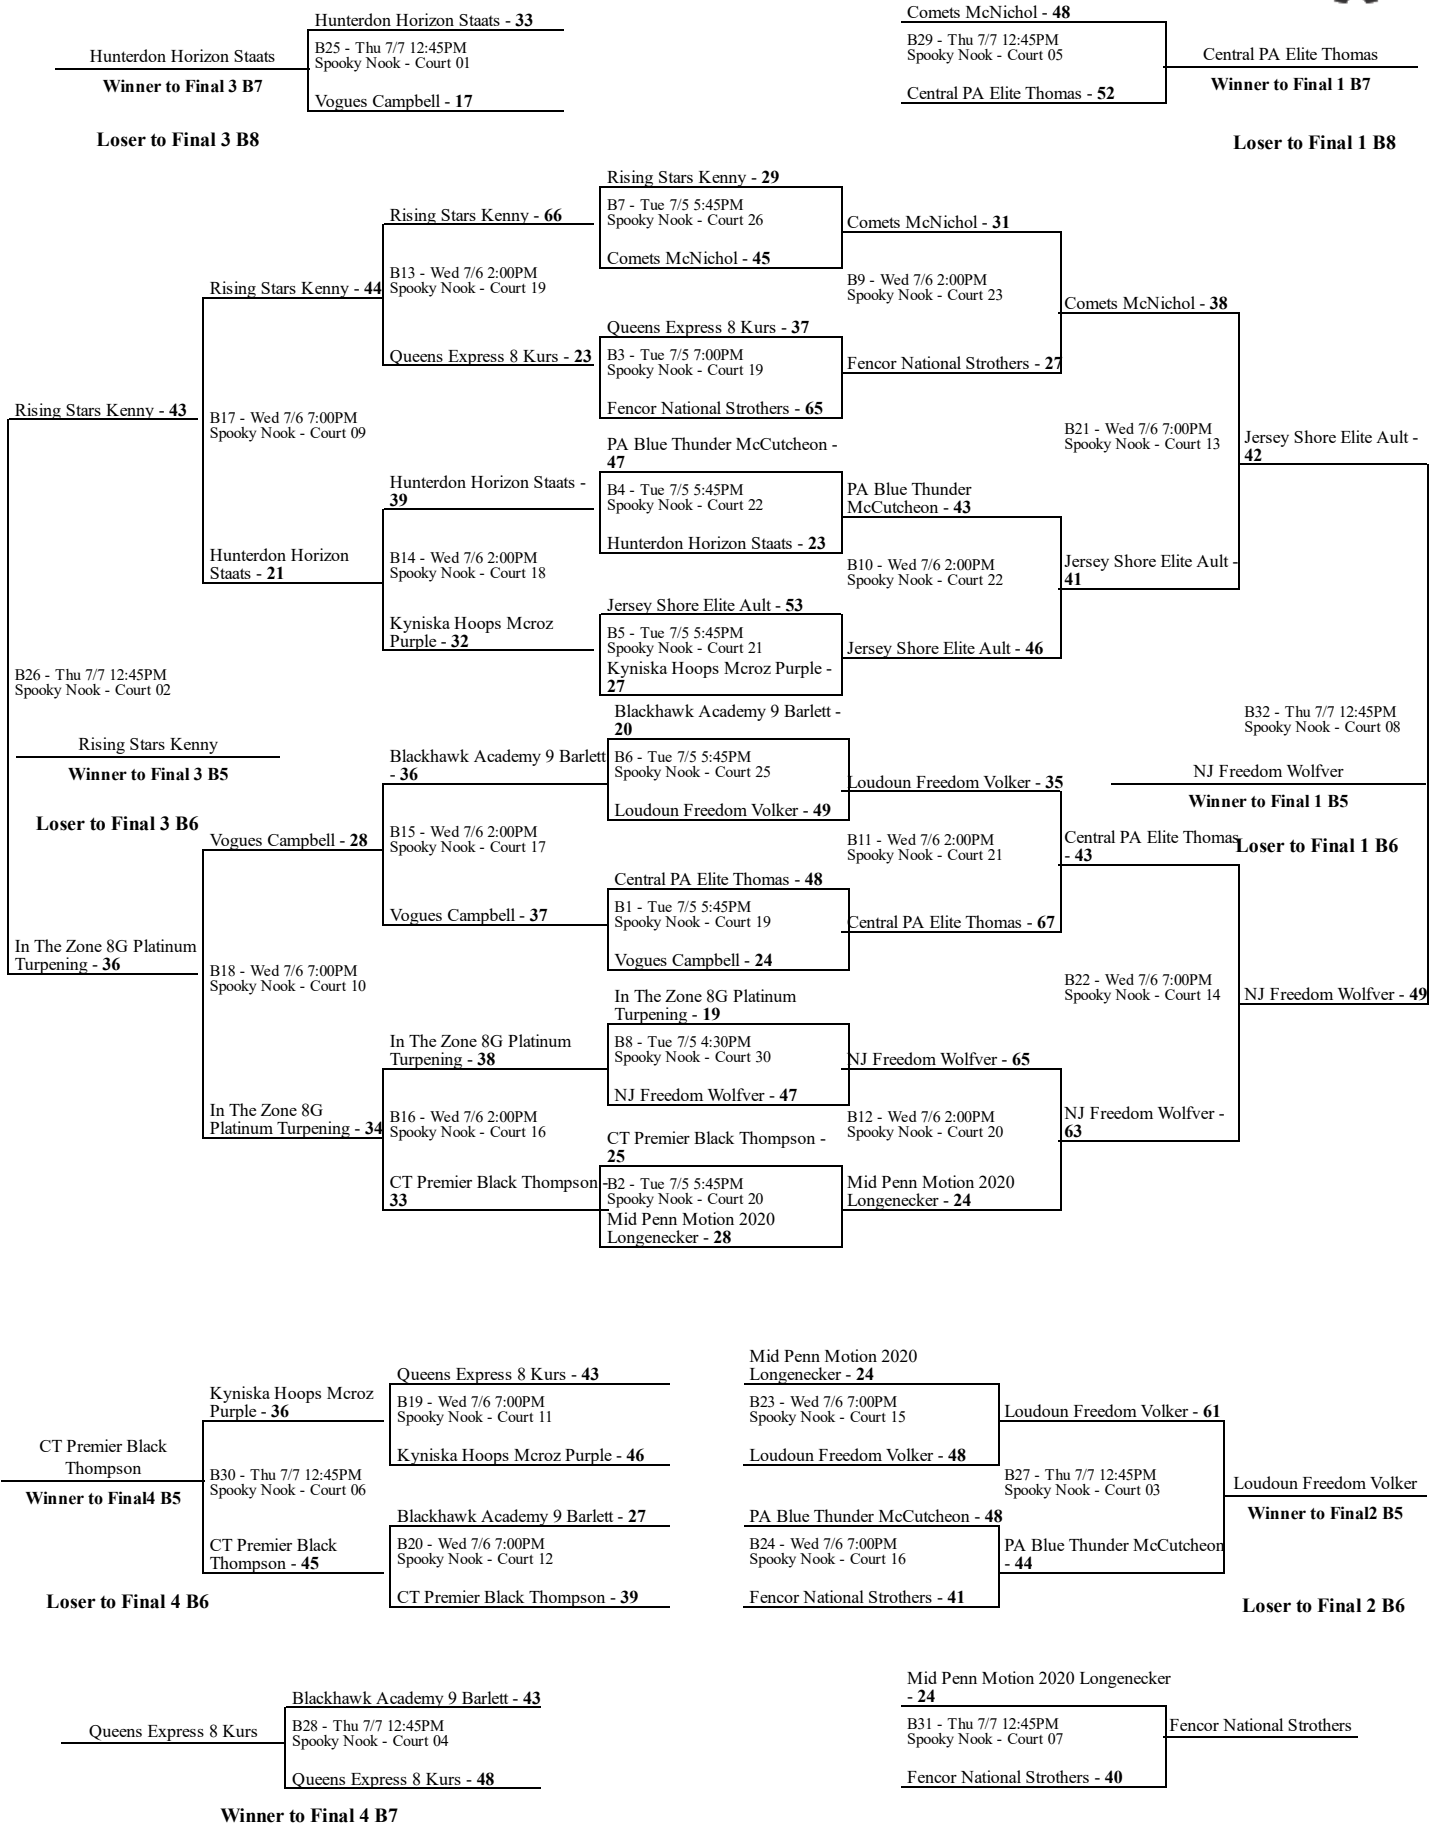 Hunterdon Horizon Staats - 33
B25 - Thu 7/7 12:45PM
Spooky Nook - Court 01
Vogues Campbell - 17
Hunterdon Horizon Staats
Winner to Final 3 B7
Loser to Final 3 B8
Comets McNichol - 48
B29 - Thu 7/7 12:45PM
Spooky Nook - Court 05
Central PA Elite Thomas - 52
Central PA Elite Thomas
Winner to Final 1 B7
Loser to Final 1 B8
Rising Stars Kenny - 29
B7 - Tue 7/5 5:45PM
Spooky Nook - Court 26
Comets McNichol - 45
Queens Express 8 Kurs - 37
B3 - Tue 7/5 7:00PM
Spooky Nook - Court 19
Fencor National Strothers - 65
PA Blue Thunder McCutcheon -
47
B4 - Tue 7/5 5:45PM
Spooky Nook - Court 22
Hunterdon Horizon Staats - 23
Jersey Shore Elite Ault - 53
B5 - Tue 7/5 5:45PM
Spooky Nook - Court 21
Kyniska Hoops Mcroz Purple -
27
Blackhawk Academy 9 Barlett -
20
B6 - Tue 7/5 5:45PM
Spooky Nook - Court 25
Loudoun Freedom Volker - 49
Central PA Elite Thomas - 48
B1 - Tue 7/5 5:45PM
Spooky Nook - Court 19
Vogues Campbell - 24
In The Zone 8G Platinum
Turpening - 19
B8 - Tue 7/5 4:30PM
Spooky Nook - Court 30
NJ Freedom Wolfver - 47
CT Premier Black Thompson -
25
B2 - Tue 7/5 5:45PM
Spooky Nook - Court 20
Mid Penn Motion 2020
Longenecker - 28
Rising Stars Kenny - 66
B13 - Wed 7/6 2:00PM
Spooky Nook - Court 19
Queens Express 8 Kurs - 23
Hunterdon Horizon Staats -
39
B14 - Wed 7/6 2:00PM
Spooky Nook - Court 18
Kyniska Hoops Mcroz
Purple - 32
Blackhawk Academy 9 Barlett
- 36
B15 - Wed 7/6 2:00PM
Spooky Nook - Court 17
Vogues Campbell - 37
In The Zone 8G Platinum
Turpening - 38
B16 - Wed 7/6 2:00PM
Spooky Nook - Court 16
CT Premier Black Thompson -
33
Rising Stars Kenny - 44
B17 - Wed 7/6 7:00PM
Spooky Nook - Court 09
Hunterdon Horizon
Staats - 21
Vogues Campbell - 28
B18 - Wed 7/6 7:00PM
Spooky Nook - Court 10
In The Zone 8G
Platinum Turpening - 34
Rising Stars Kenny - 43
B26 - Thu 7/7 12:45PM
Spooky Nook - Court 02
Rising Stars Kenny
Winner to Final 3 B5
Loser to Final 3 B6
In The Zone 8G Platinum
Turpening - 36
Comets McNichol - 31
B9 - Wed 7/6 2:00PM
Spooky Nook - Court 23
Fencor National Strothers - 27
PA Blue Thunder
McCutcheon - 43
B10 - Wed 7/6 2:00PM
Spooky Nook - Court 22
Jersey Shore Elite Ault - 46
Loudoun Freedom Volker - 35
B11 - Wed 7/6 2:00PM
Spooky Nook - Court 21
Central PA Elite Thomas - 67
NJ Freedom Wolfver - 65
B12 - Wed 7/6 2:00PM
Spooky Nook - Court 20
Mid Penn Motion 2020
Longenecker - 24
Comets McNichol - 38
B21 - Wed 7/6 7:00PM
Spooky Nook - Court 13
Jersey Shore Elite Ault -
41
Central PA Elite Thomas
- 43
B22 - Wed 7/6 7:00PM
Spooky Nook - Court 14
NJ Freedom Wolfver -
63
Jersey Shore Elite Ault -
42
B32 - Thu 7/7 12:45PM
Spooky Nook - Court 08
NJ Freedom Wolfver
Winner to Final 1 B5
Loser to Final 1 B6
NJ Freedom Wolfver - 49
Queens Express 8 Kurs - 43
B19 - Wed 7/6 7:00PM
Spooky Nook - Court 11
Kyniska Hoops Mcroz Purple - 46
Blackhawk Academy 9 Barlett - 27
B20 - Wed 7/6 7:00PM
Spooky Nook - Court 12
CT Premier Black Thompson - 39
Kyniska Hoops Mcroz
Purple - 36
B30 - Thu 7/7 12:45PM
Spooky Nook - Court 06
CT Premier Black
Thompson - 45
CT Premier Black
Thompson
Winner to Final4 B5
Loser to Final 4 B6
Mid Penn Motion 2020
Longenecker - 24
B23 - Wed 7/6 7:00PM
Spooky Nook - Court 15
Loudoun Freedom Volker - 48
PA Blue Thunder McCutcheon - 48
B24 - Wed 7/6 7:00PM
Spooky Nook - Court 16
Fencor National Strothers - 41
Loudoun Freedom Volker - 61
B27 - Thu 7/7 12:45PM
Spooky Nook - Court 03
PA Blue Thunder McCutcheon
- 44
Loudoun Freedom Volker
Winner to Final2 B5
Loser to Final 2 B6
Blackhawk Academy 9 Barlett - 43
B28 - Thu 7/7 12:45PM
Spooky Nook - Court 04
Queens Express 8 Kurs - 48
Queens Express 8 Kurs
Winner to Final 4 B7
Mid Penn Motion 2020 Longenecker
- 24
B31 - Thu 7/7 12:45PM
Spooky Nook - Court 07
Fencor National Strothers - 40
Fencor National Strothers